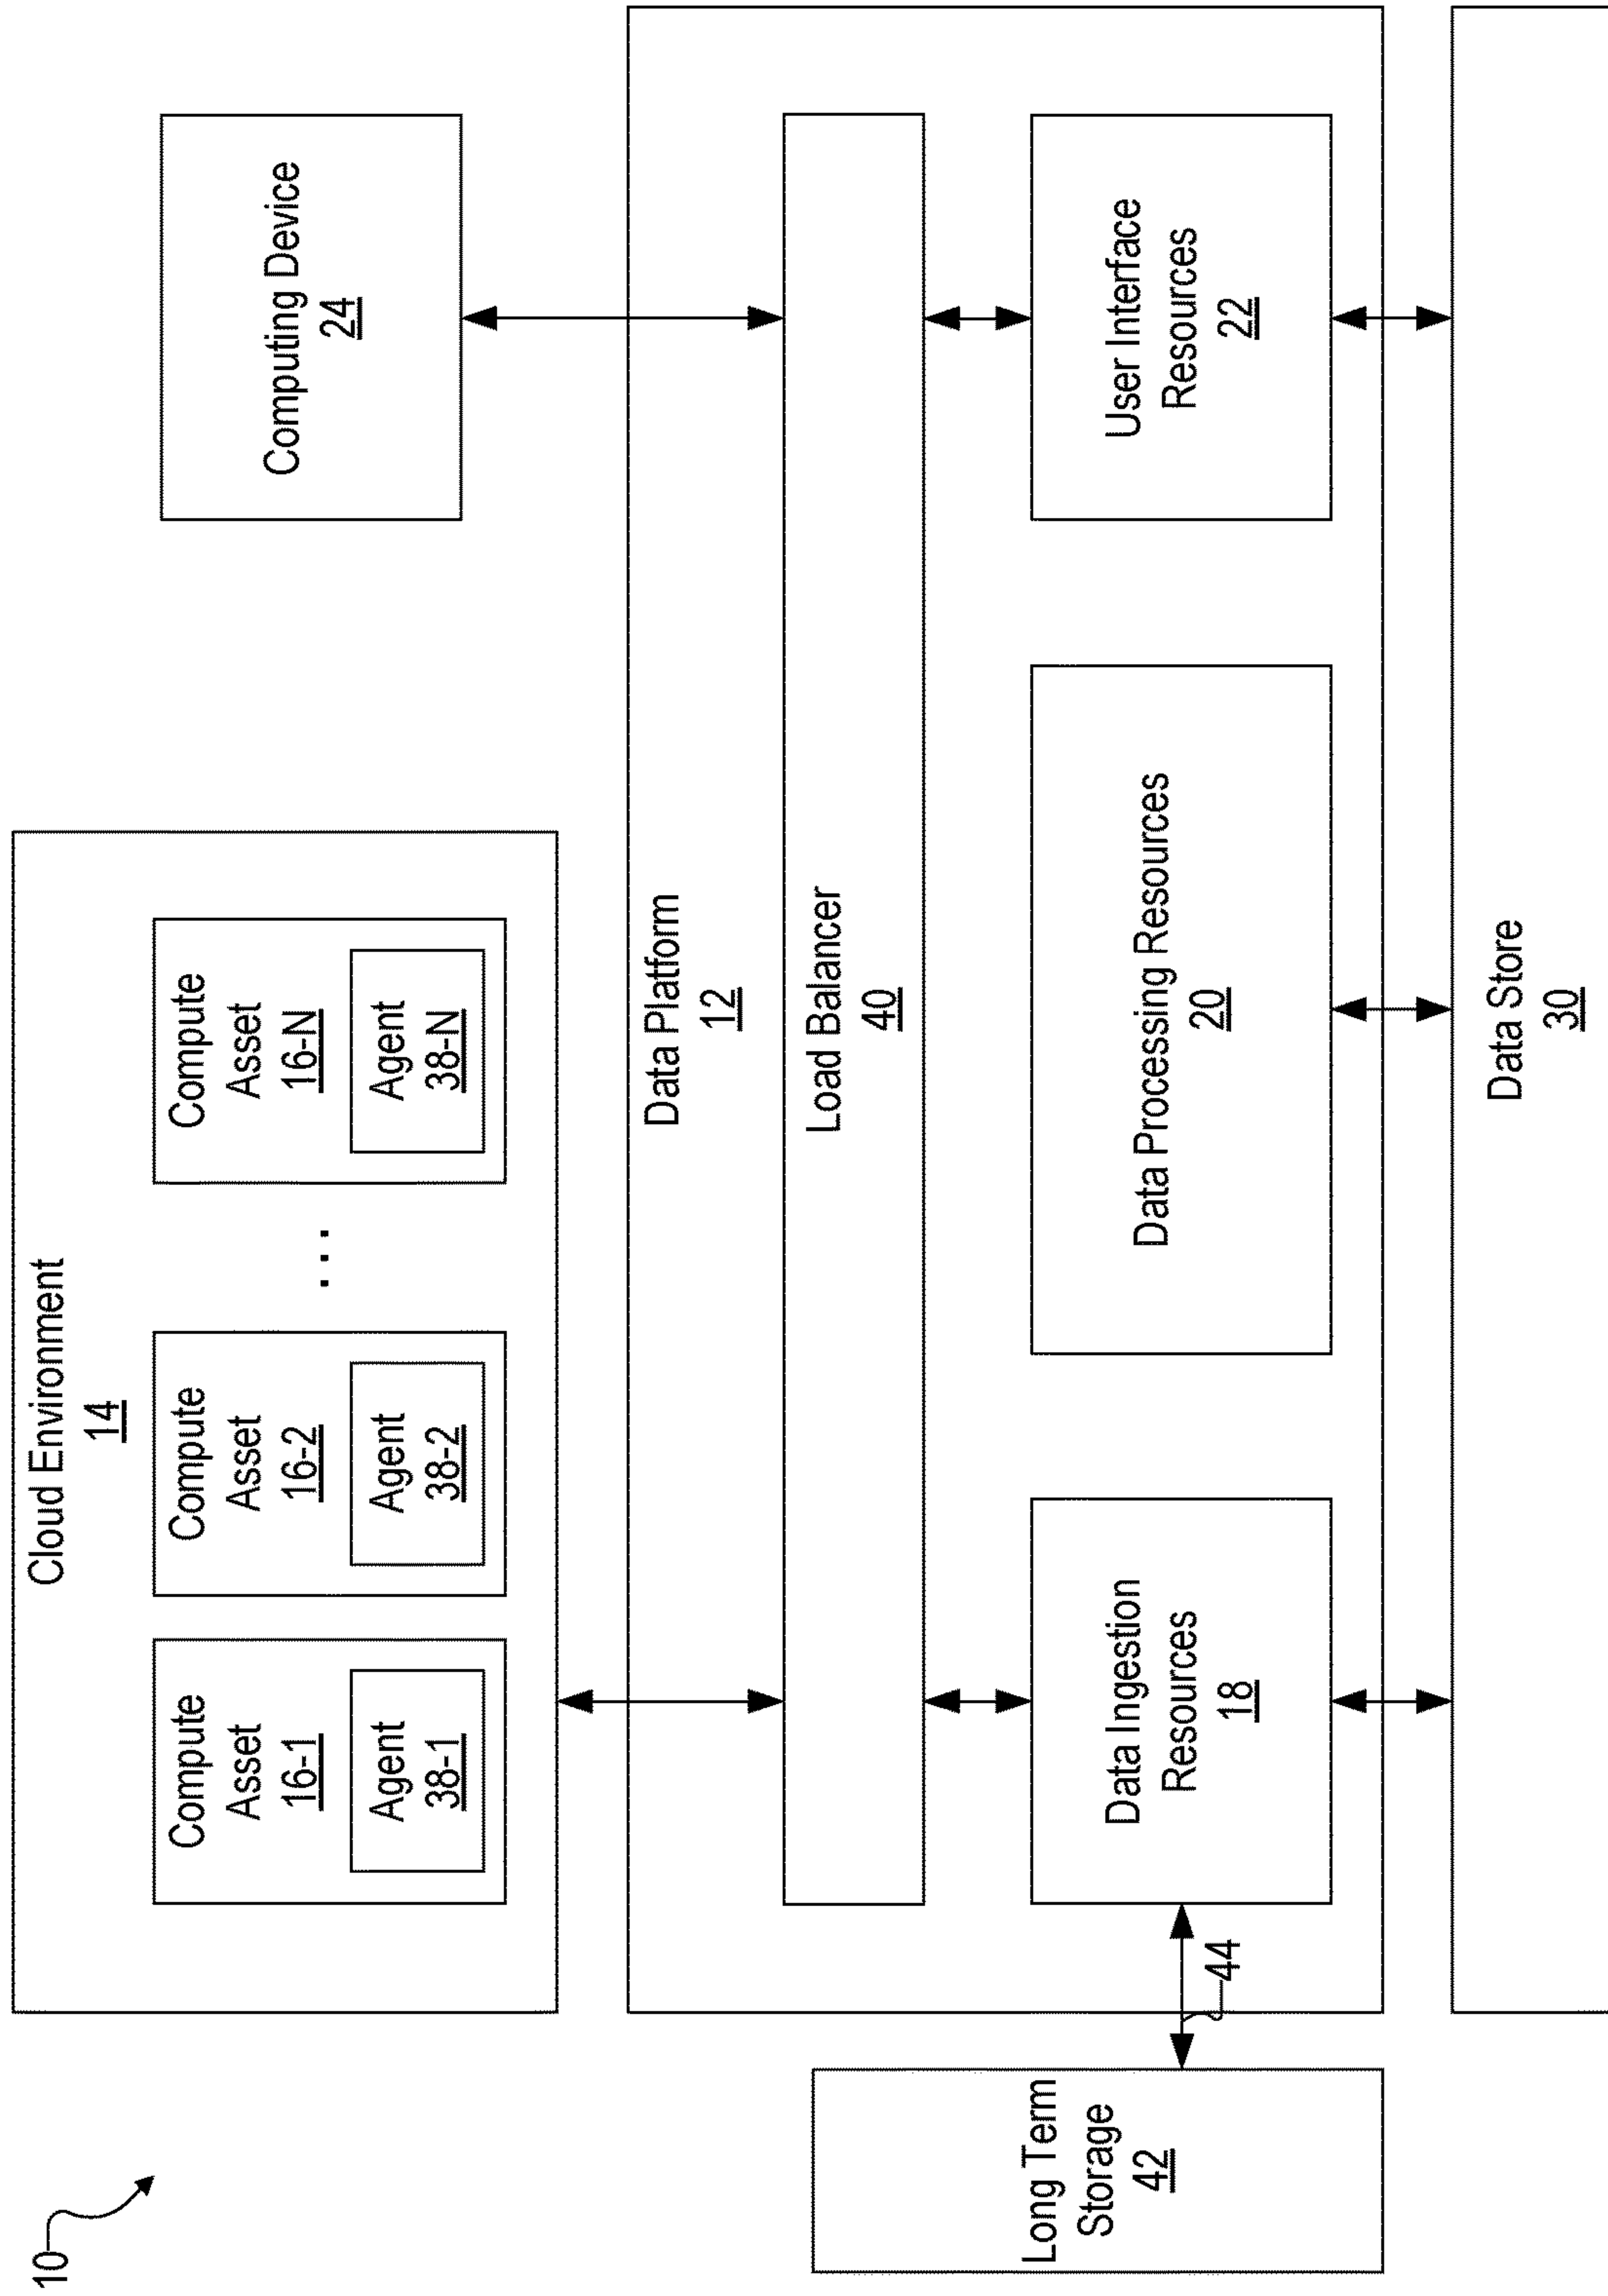 10
Cloud Environment
14
Compute
Asset
16-1
Agent
38-1
Compute
Asset
16-2
Agent
38-2
...
Compute
Asset
16-N
Agent
38-N
Computing Device
24
Data Platform
12
Load Balancer
40
Long Term
Storage
42
44
Data Ingestion
Resources
18
Data Processing Resources
20
User Interface
Resources
22
Data Store
30